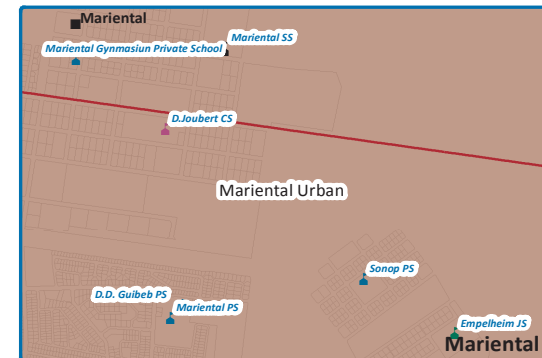 Mariental
Mariental SS
Mariental Gynmasiun Private School
D.Joubert CS
Mariental Urban
Sonop PS
D.D. Guibeb PS
Mariental PS
Empelheim JS
Mariental